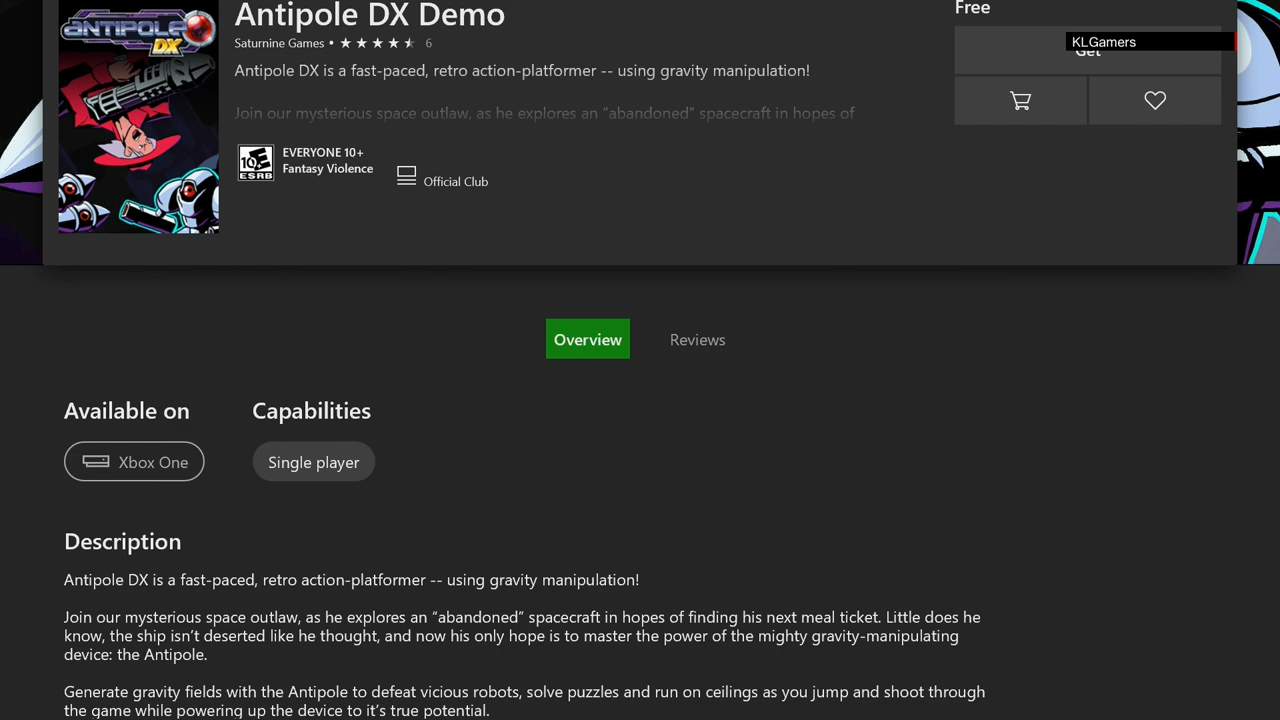 ANTIPOLE
DX
Antipole DX Demo
Saturnine Games • ★ ★ ★ ★ ★ 6
Antipole DX is a fast-paced, retro action-platformer -- using gravity manipulation!
Join our mysterious space outlaw, as he explores an “abandoned” spacecraft in hopes of
10+
ESRB
EVERYONE 10+
Fantasy Violence
Official Club
Free
KLGamers
Get
Overview
Reviews
Available on
Capabilities
Xbox One
Single player
Description
Antipole DX is a fast-paced, retro action-platformer -- using gravity manipulation!
Join our mysterious space outlaw, as he explores an “abandoned” spacecraft in hopes of finding his next meal ticket. Little does he
know, the ship isn’t deserted like he thought, and now his only hope is to master the power of the mighty gravity-manipulating
device: the Antipole.
Generate gravity fields with the Antipole to defeat vicious robots, solve puzzles and run on ceilings as you jump and shoot through
the game while powering up the device to it’s true potential.